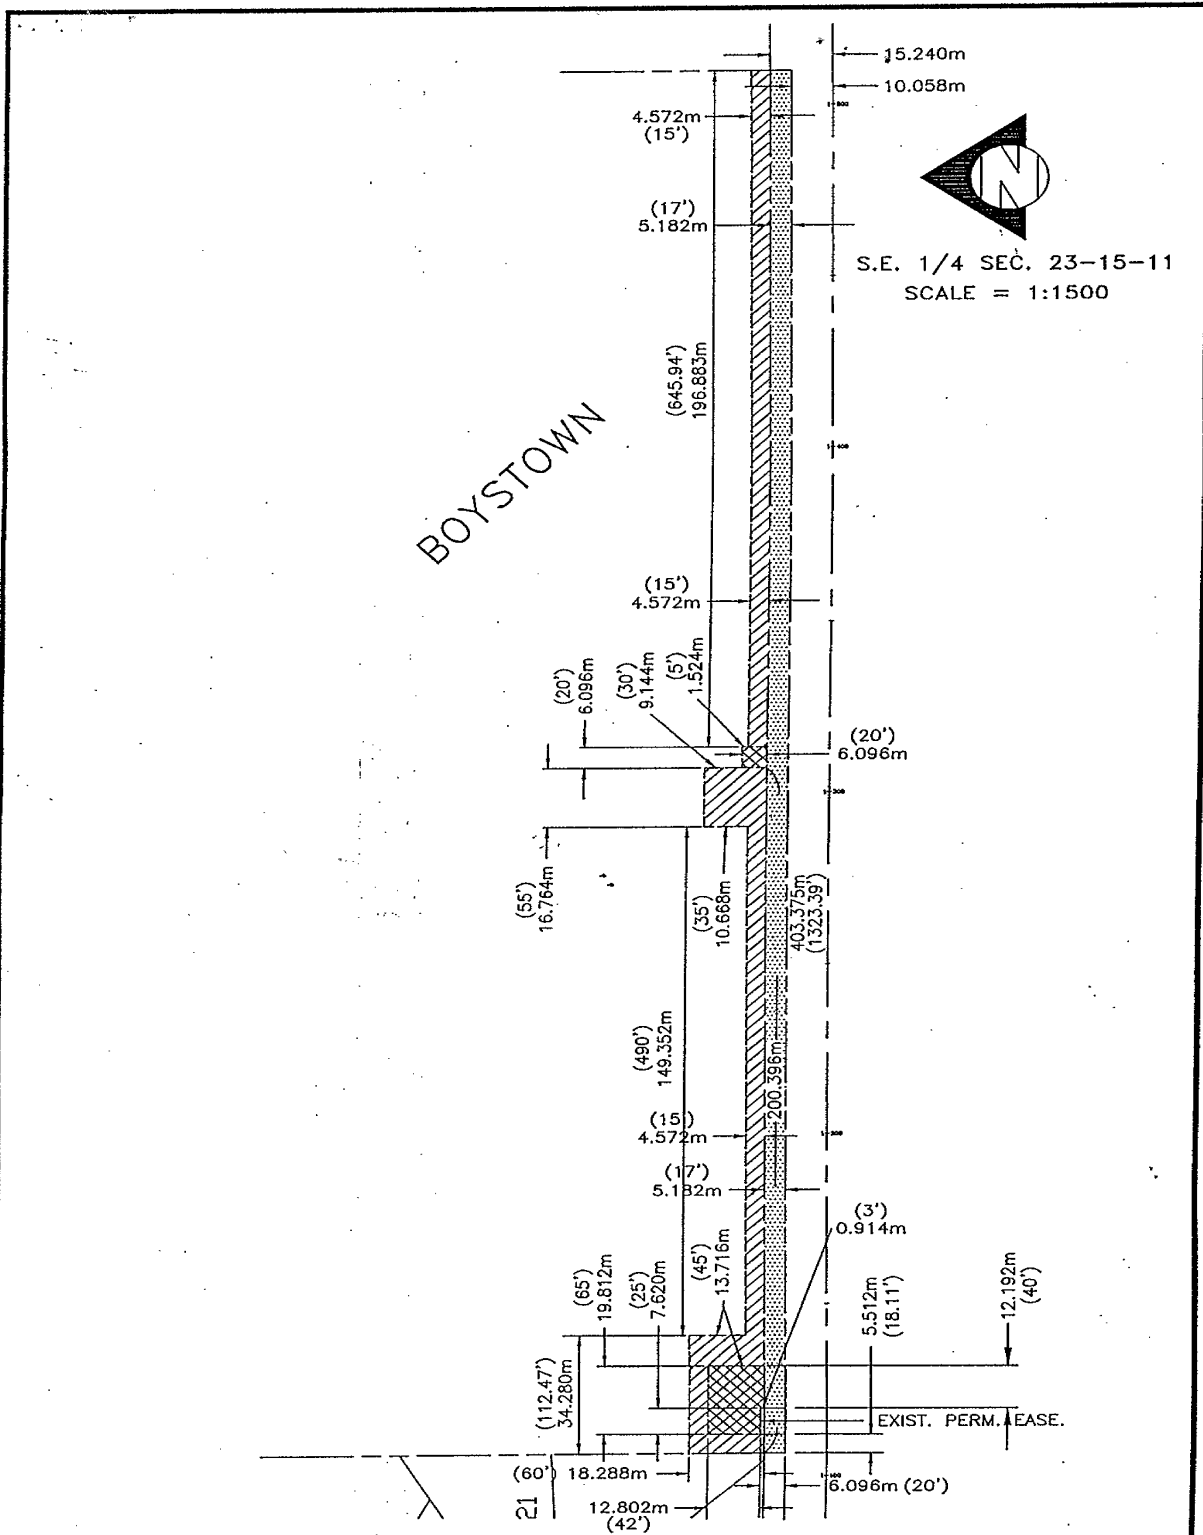 15.240m
10.058m
4.572m
(15')
N
(17')
5.182m
S.E. 1/4 SEC. 23-15-11
SCALE = 1:1500
(645.94')
196.883m
BOYSTOWN
(15')
4.572m
(20')
6.096m
(30')
9.144m
(5')
1.524m
(20')
6.096m
(55')
16.764m
(35')
10.668m
403.375m
(1323.39')
(490')
149.352m
200.396m
(15')
4.572m
(17')
5.182m
(3')
0.914m
(65')
19.812m
(25')
7.620m
(45')
13.716m
5.512m
(18.11')
12.192m
(40')
(112.47')
34.280m
EXIST. PERM. EASE.
(60') 18.288m
6.096m (20')
21
12.802m
(42')